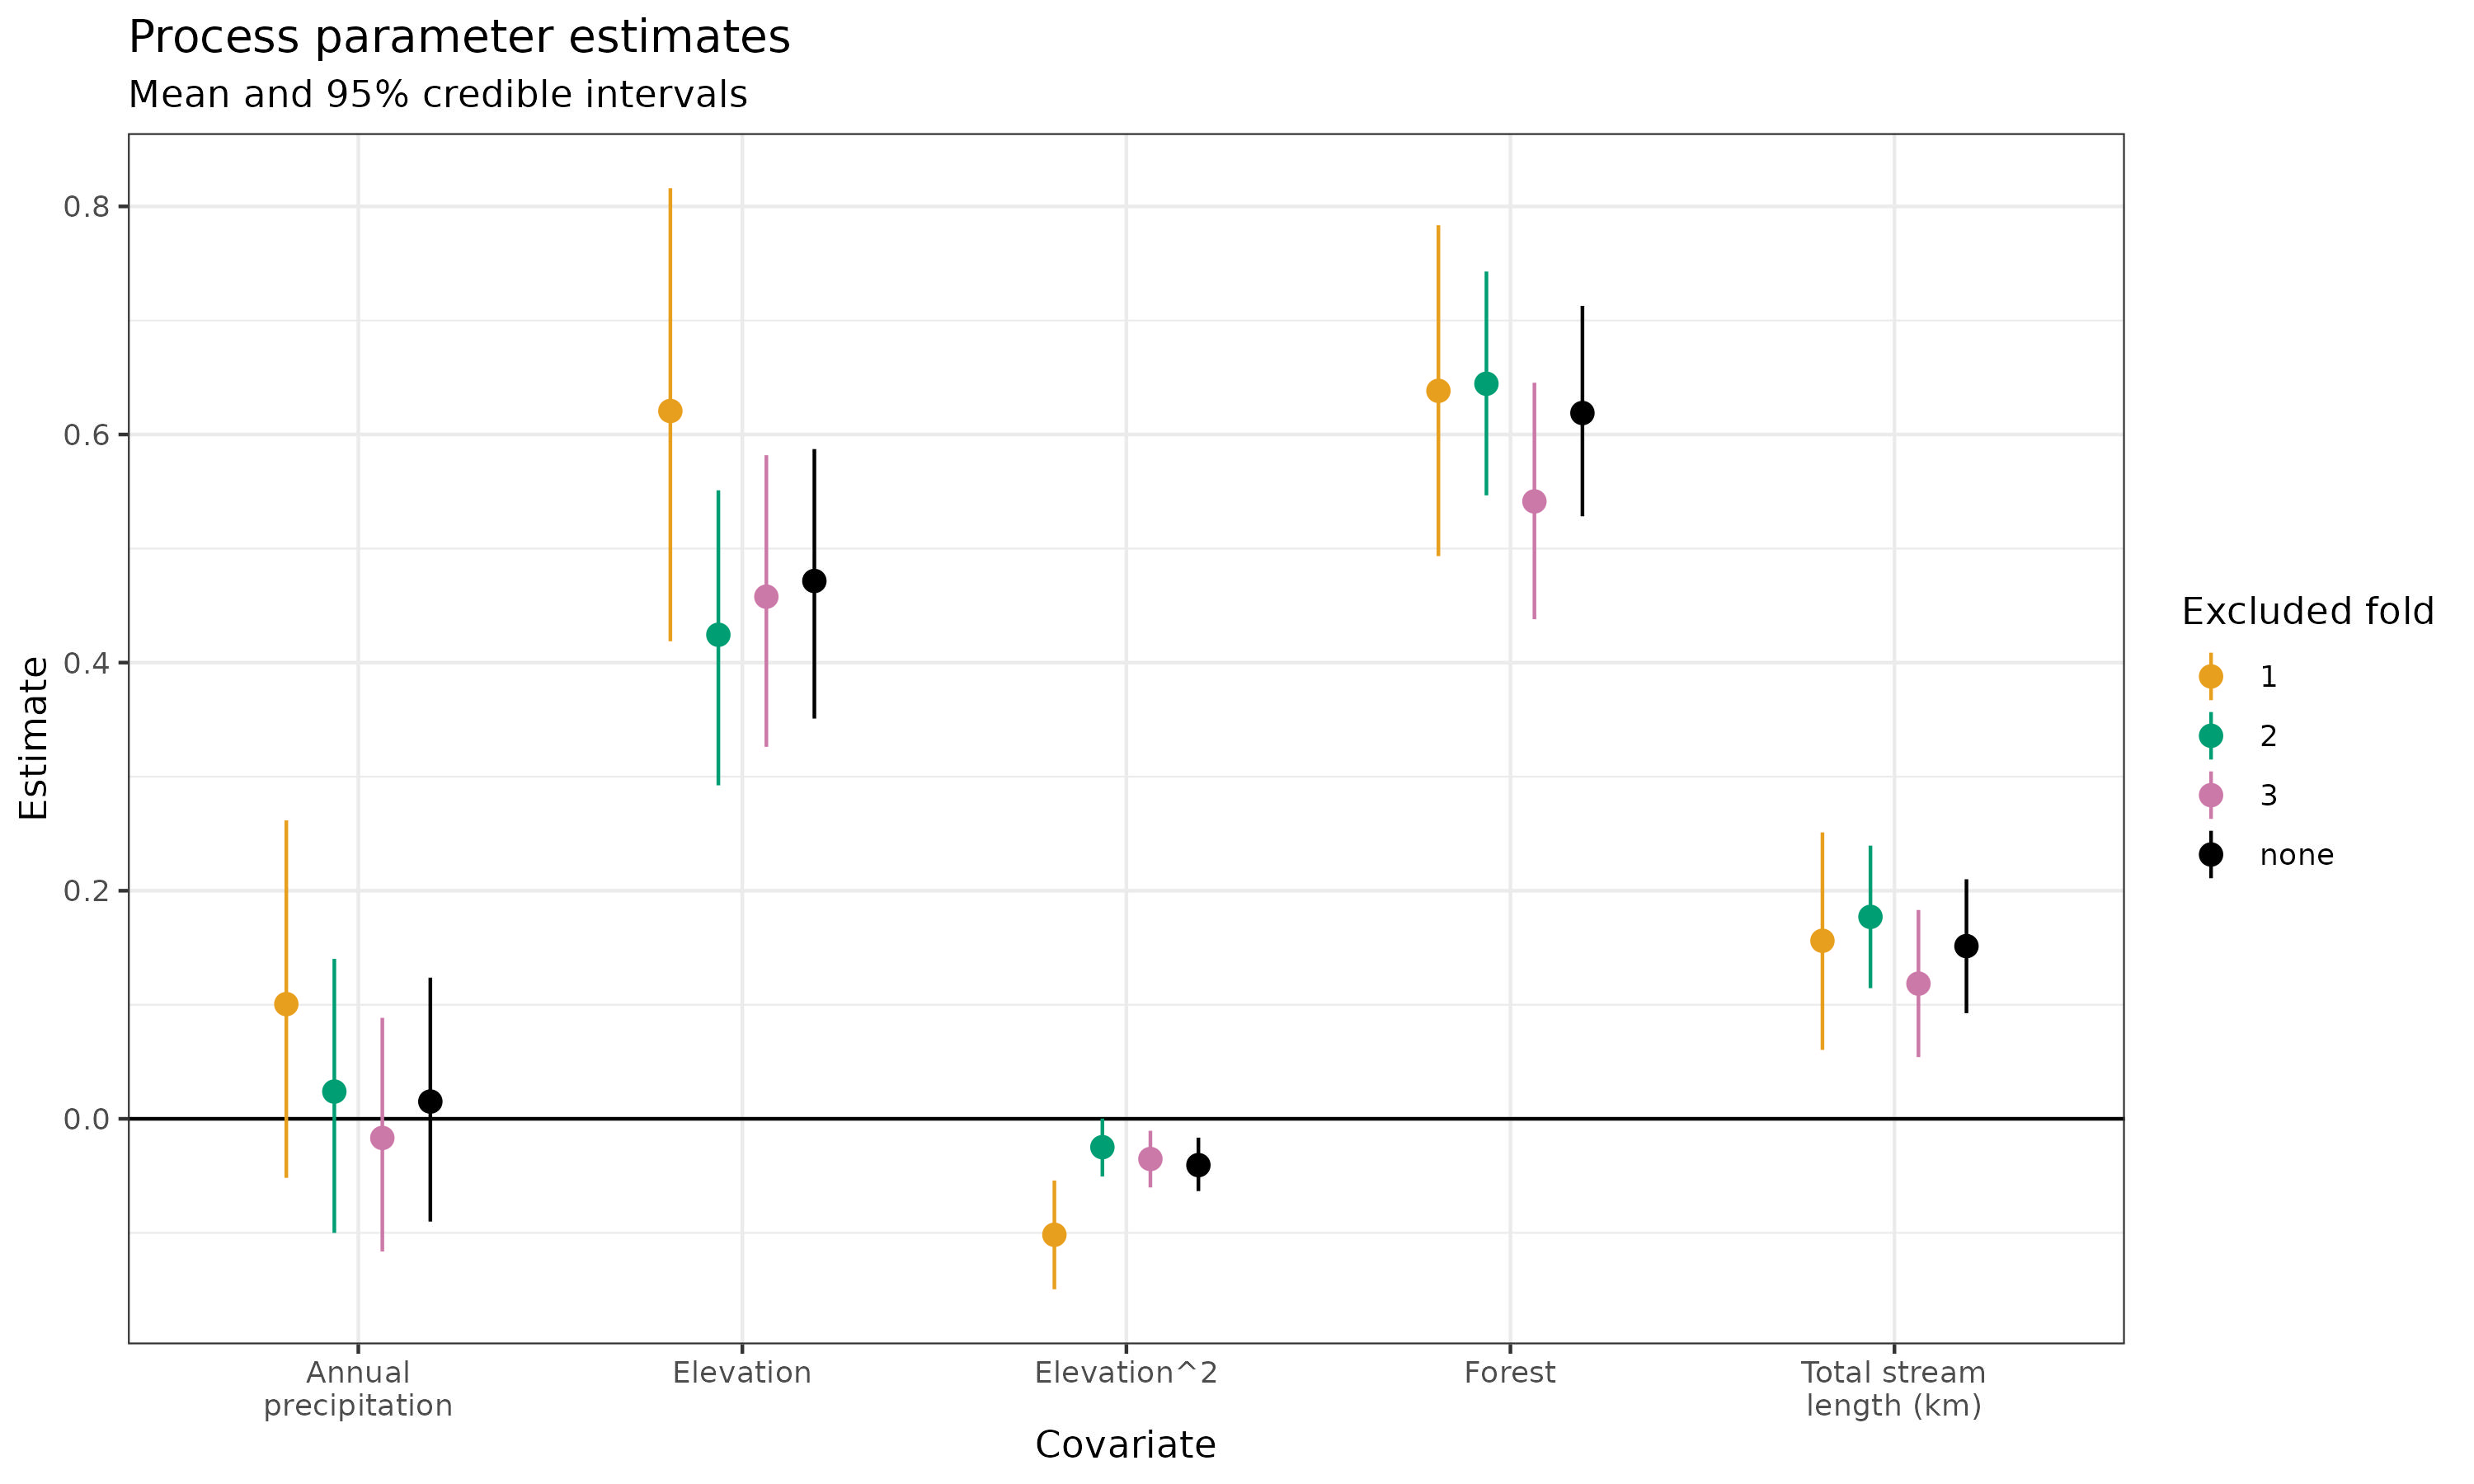 Process parameter estimates
Mean and 95% credible intervals
Estimate
0.8
0.6
0.4
0.2
0.0
Annual
precipitation
Elevation
Elevation^2
Forest
Total stream
length (km)
Covariate
Excluded fold
1
2
3
none